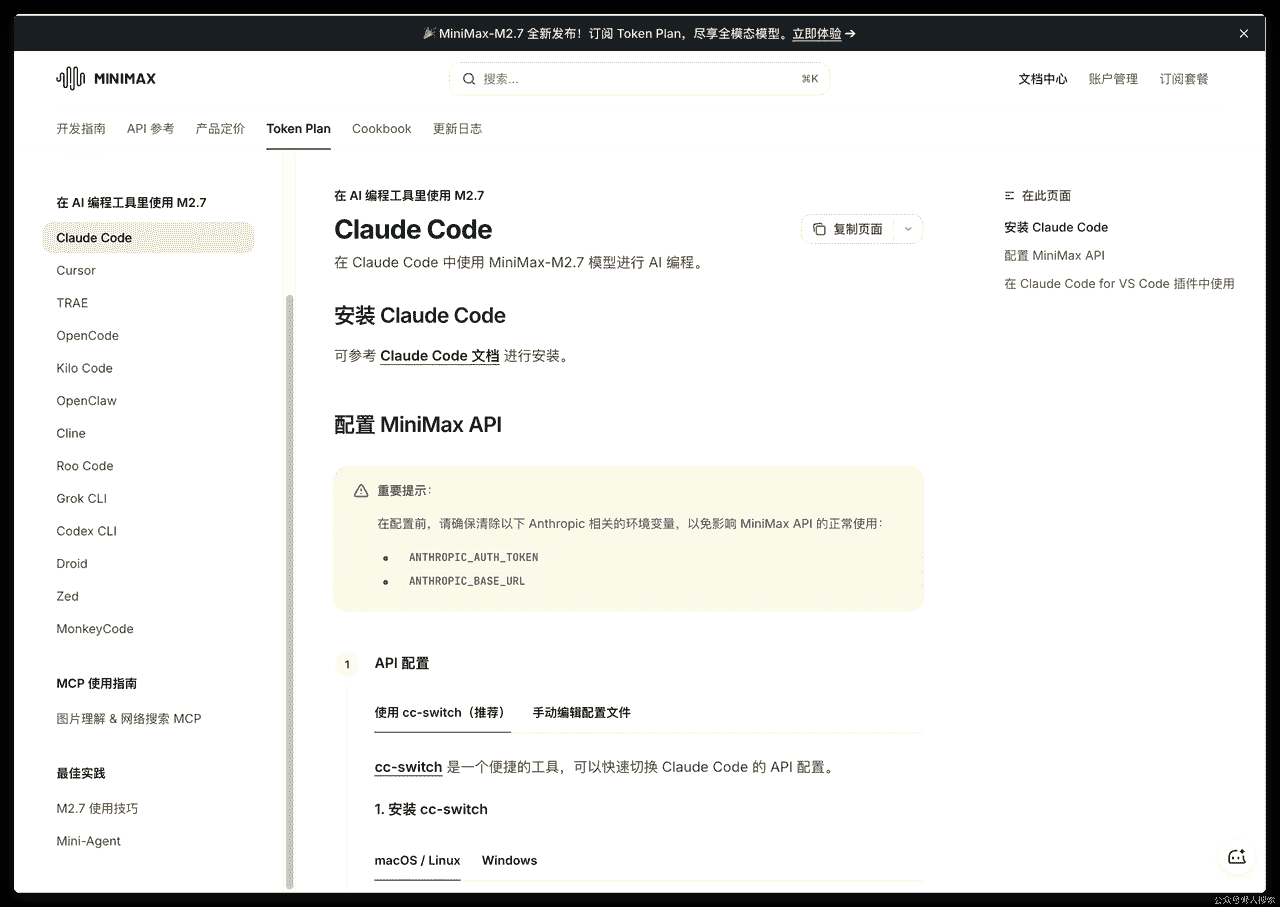 🎉 MiniMax-M2.7 全新发布！订阅 Token Plan，尽享全模态模型。立即体验 →
MINIMAX
搜索...
⌘K
文档中心
账户管理
订阅套餐
开发指南
API 参考
产品定价
Token Plan
Cookbook
更新日志
在 AI 编程工具里使用 M2.7
Claude Code
Cursor
TRAE
OpenCode
Kilo Code
OpenClaw
Cline
Roo Code
Grok CLI
Codex CLI
Droid
Zed
MonkeyCode
MCP 使用指南
图片理解 & 网络搜索 MCP
最佳实践
M2.7 使用技巧
Mini-Agent
在 AI 编程工具里使用 M2.7
Claude Code
复制页面
在 Claude Code 中使用 MiniMax-M2.7 模型进行 AI 编程。
安装 Claude Code
可参考 Claude Code 文档 进行安装。
配置 MiniMax API
重要提示：
在配置前，请确保清除以下 Anthropic 相关的环境变量，以免影响 MiniMax API 的正常使用：
• ANTHROPIC_AUTH_TOKEN
• ANTHROPIC_BASE_URL
1
API 配置
使用 cc-switch（推荐）
手动编辑配置文件
cc-switch 是一个便捷的工具，可以快速切换 Claude Code 的 API 配置。
1. 安装 cc-switch
macOS / Linux
Windows
在此页面
安装 Claude Code
配置 MiniMax API
在 Claude Code for VS Code 插件中使用